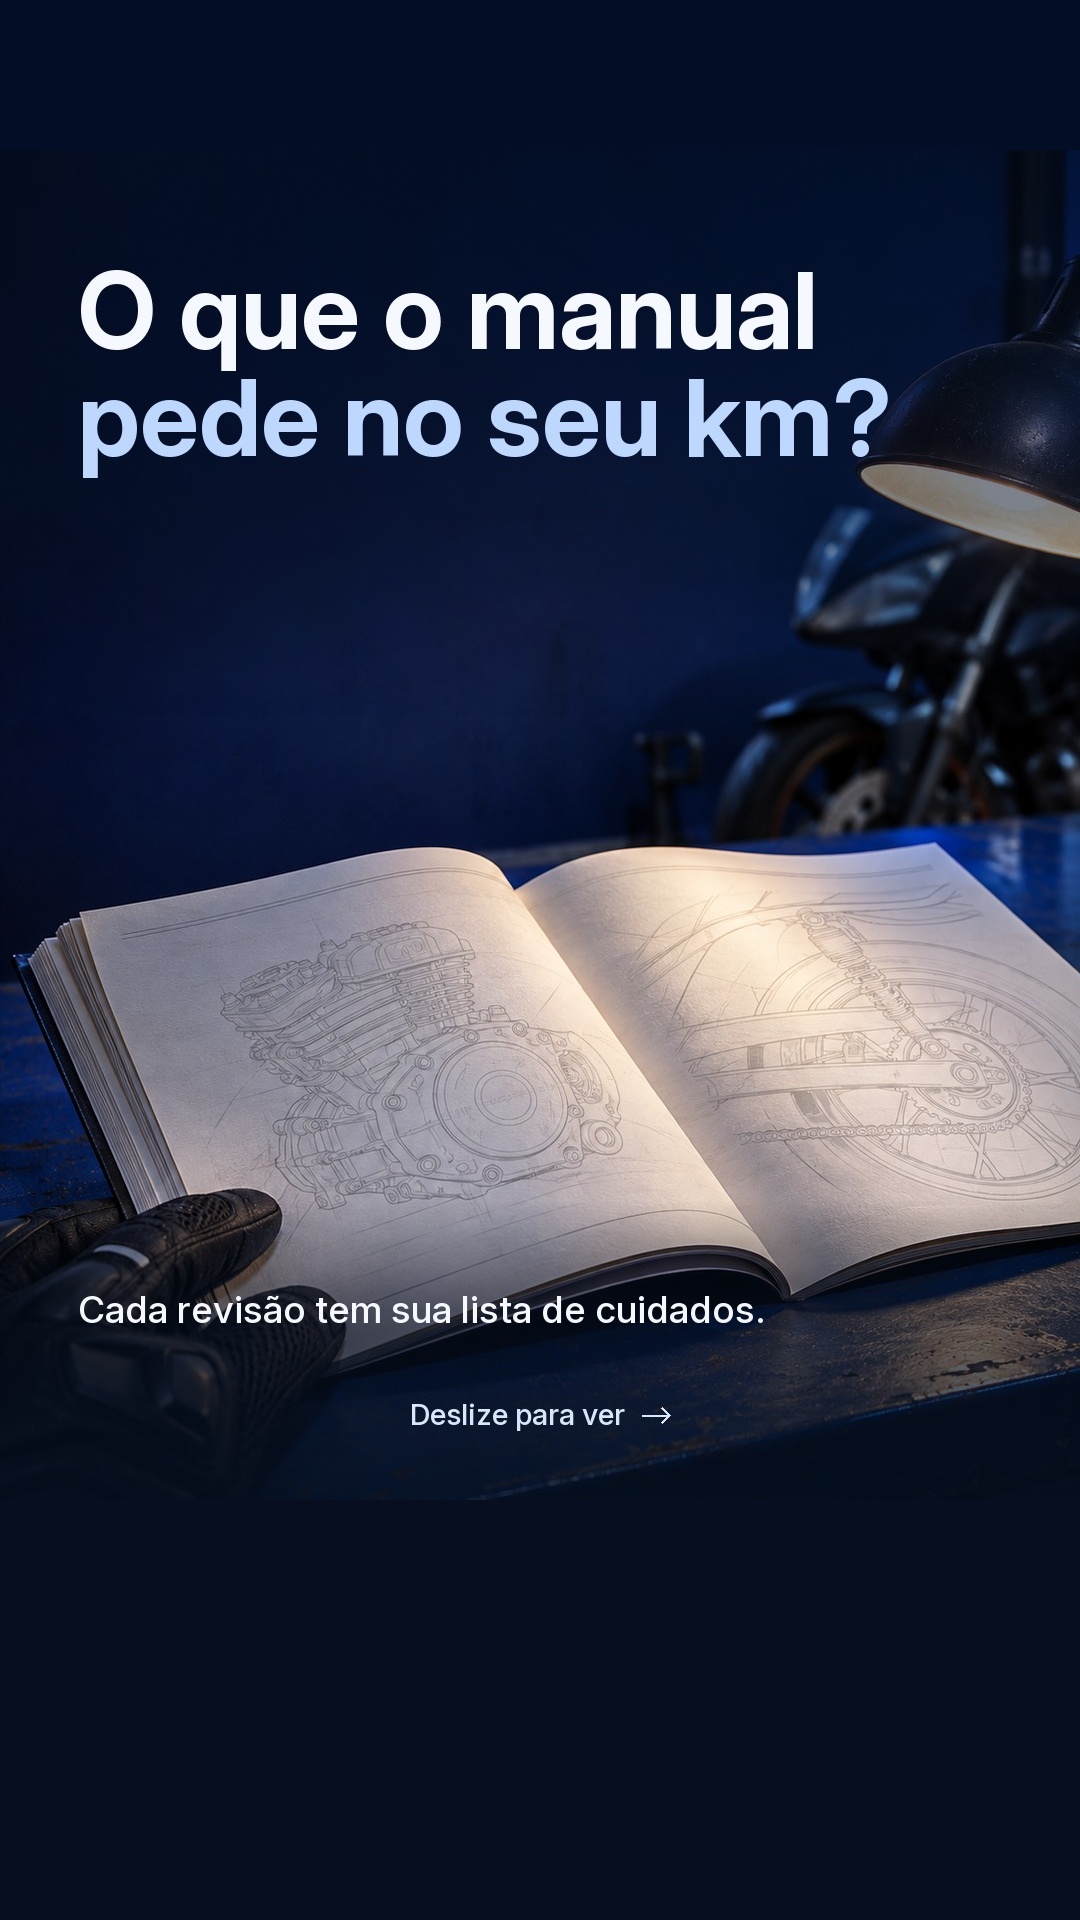 O que o manual
pede no seu km?
Cada revisão tem sua lista de cuidados.
Deslize para ver →